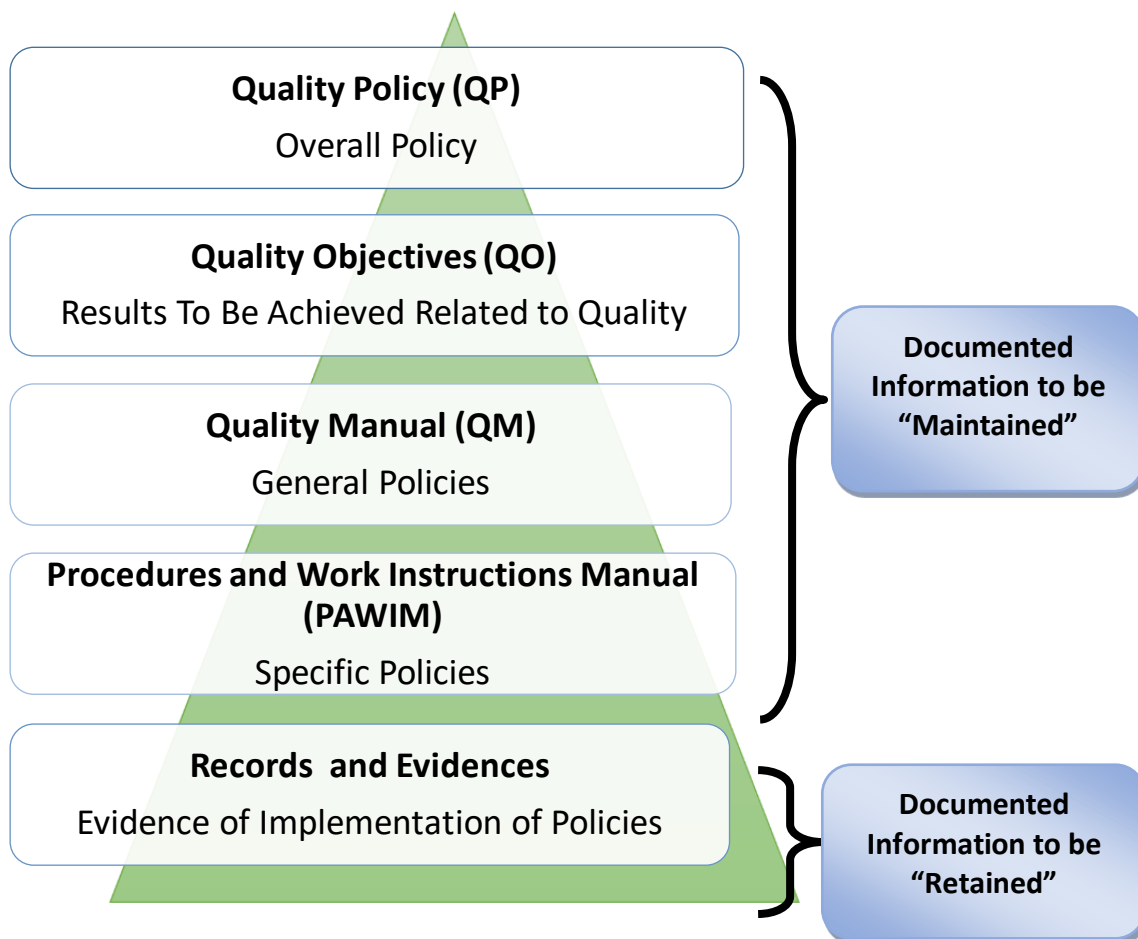 Quality Policy (QP)
Overall Policy
Quality Objectives (QO)
Results To Be Achieved Related to Quality
Quality Manual (QM)
General Policies
Procedures and Work Instructions Manual
(PAWIM)
Specific Policies
Records and Evidences
Evidence of Implementation of Policies
Documented
Information to be
“Maintained”
Documented
Information to be
“Retained”